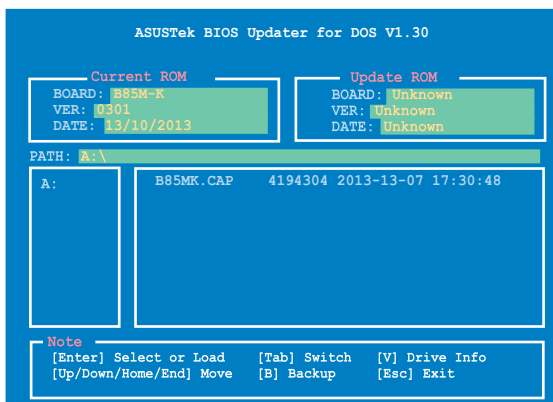 ASUSTek BIOS Updater for DOS V1.30
Current ROM
BOARD: B85M-K
VER: 0301
DATE: 13/10/2013
Update ROM
BOARD: Unknown
VER: Unknown
DATE: Unknown
PATH: A:\
A:
B85MK.CAP 4194304 2013-13-07 17:30:48
Note
[Enter] Select or Load [Tab] Switch [V] Drive Info
[Up/Down/Home/End] Move [B] Backup [Esc] Exit